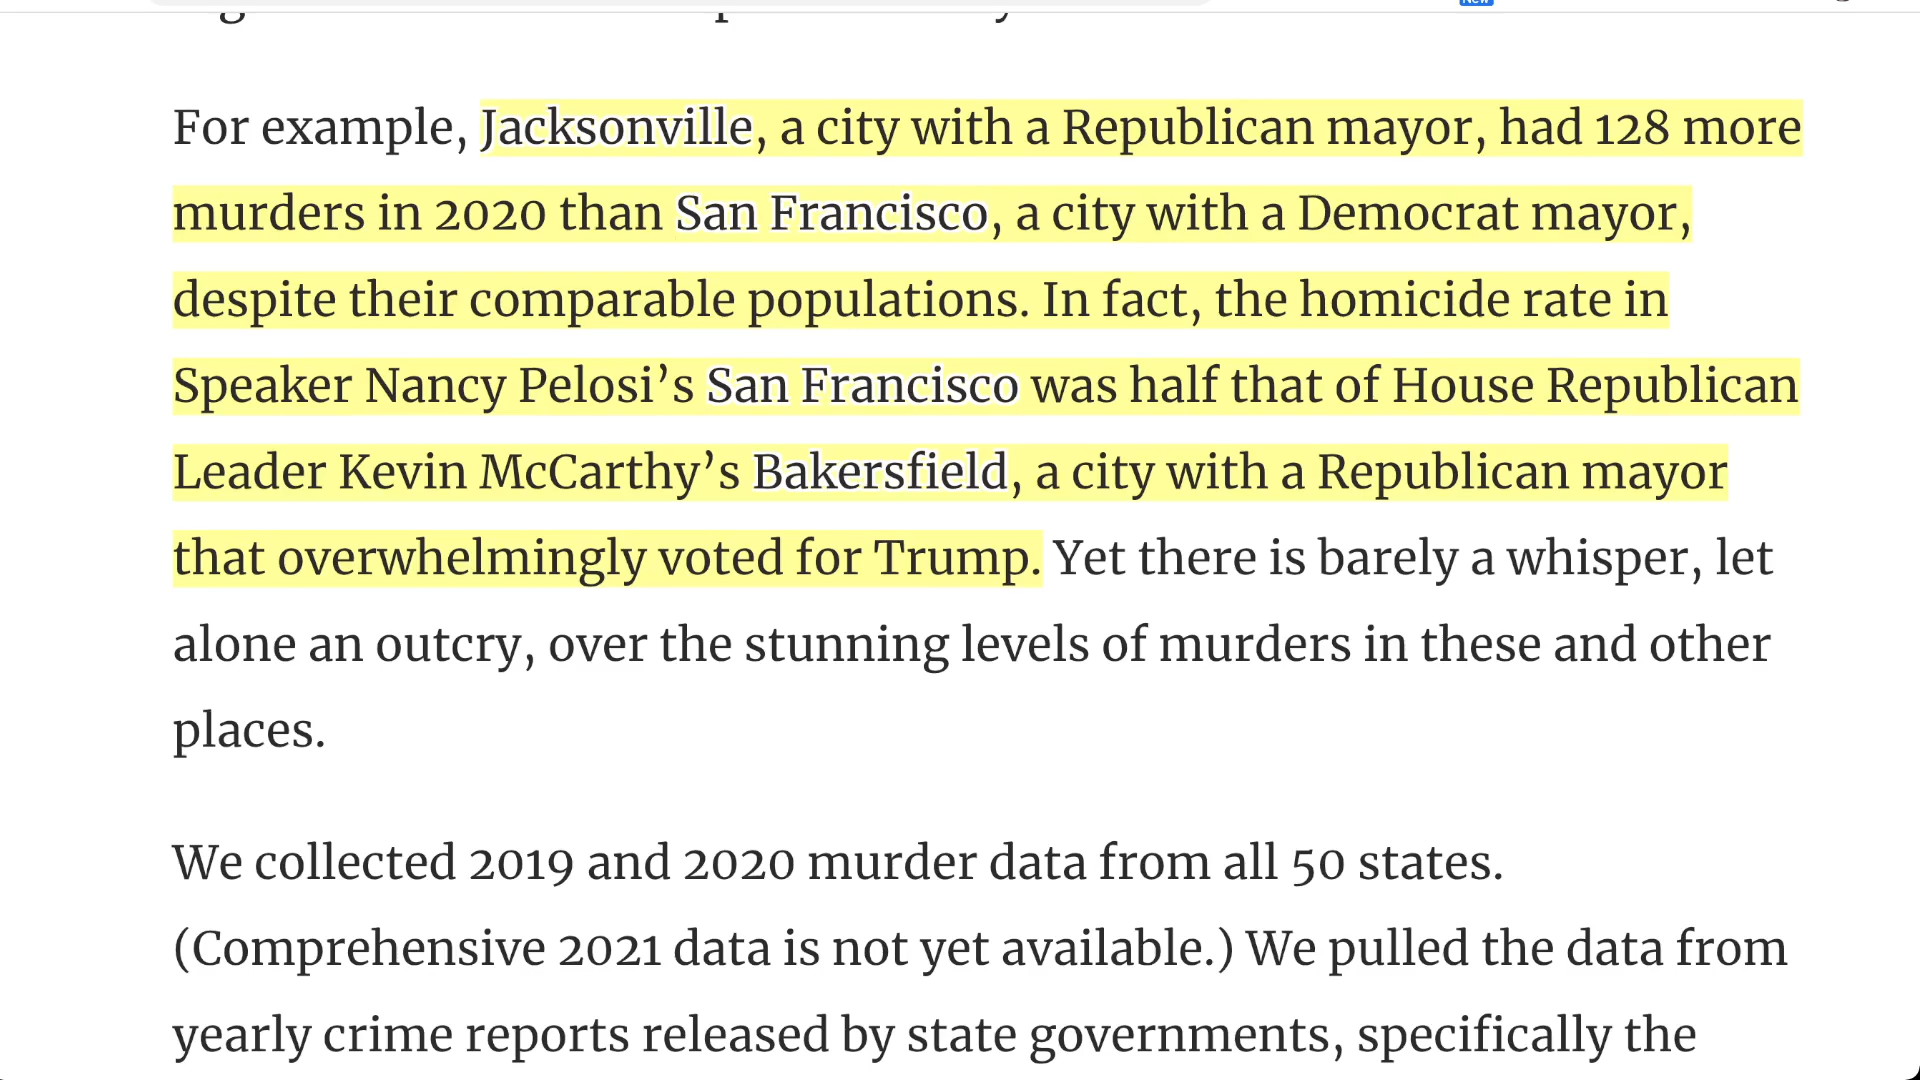 New
For example, Jacksonville, a city with a Republican mayor, had 128 more
murders in 2020 than San Francisco, a city with a Democrat mayor,
despite their comparable populations. In fact, the homicide rate in
Speaker Nancy Pelosi’s San Francisco was half that of House Republican
Leader Kevin McCarthy’s Bakersfield, a city with a Republican mayor
that overwhelmingly voted for Trump. Yet there is barely a whisper, let
alone an outcry, over the stunning levels of murders in these and other
places.
We collected 2019 and 2020 murder data from all 50 states.
(Comprehensive 2021 data is not yet available.) We pulled the data from
yearly crime reports released by state governments, specifically the